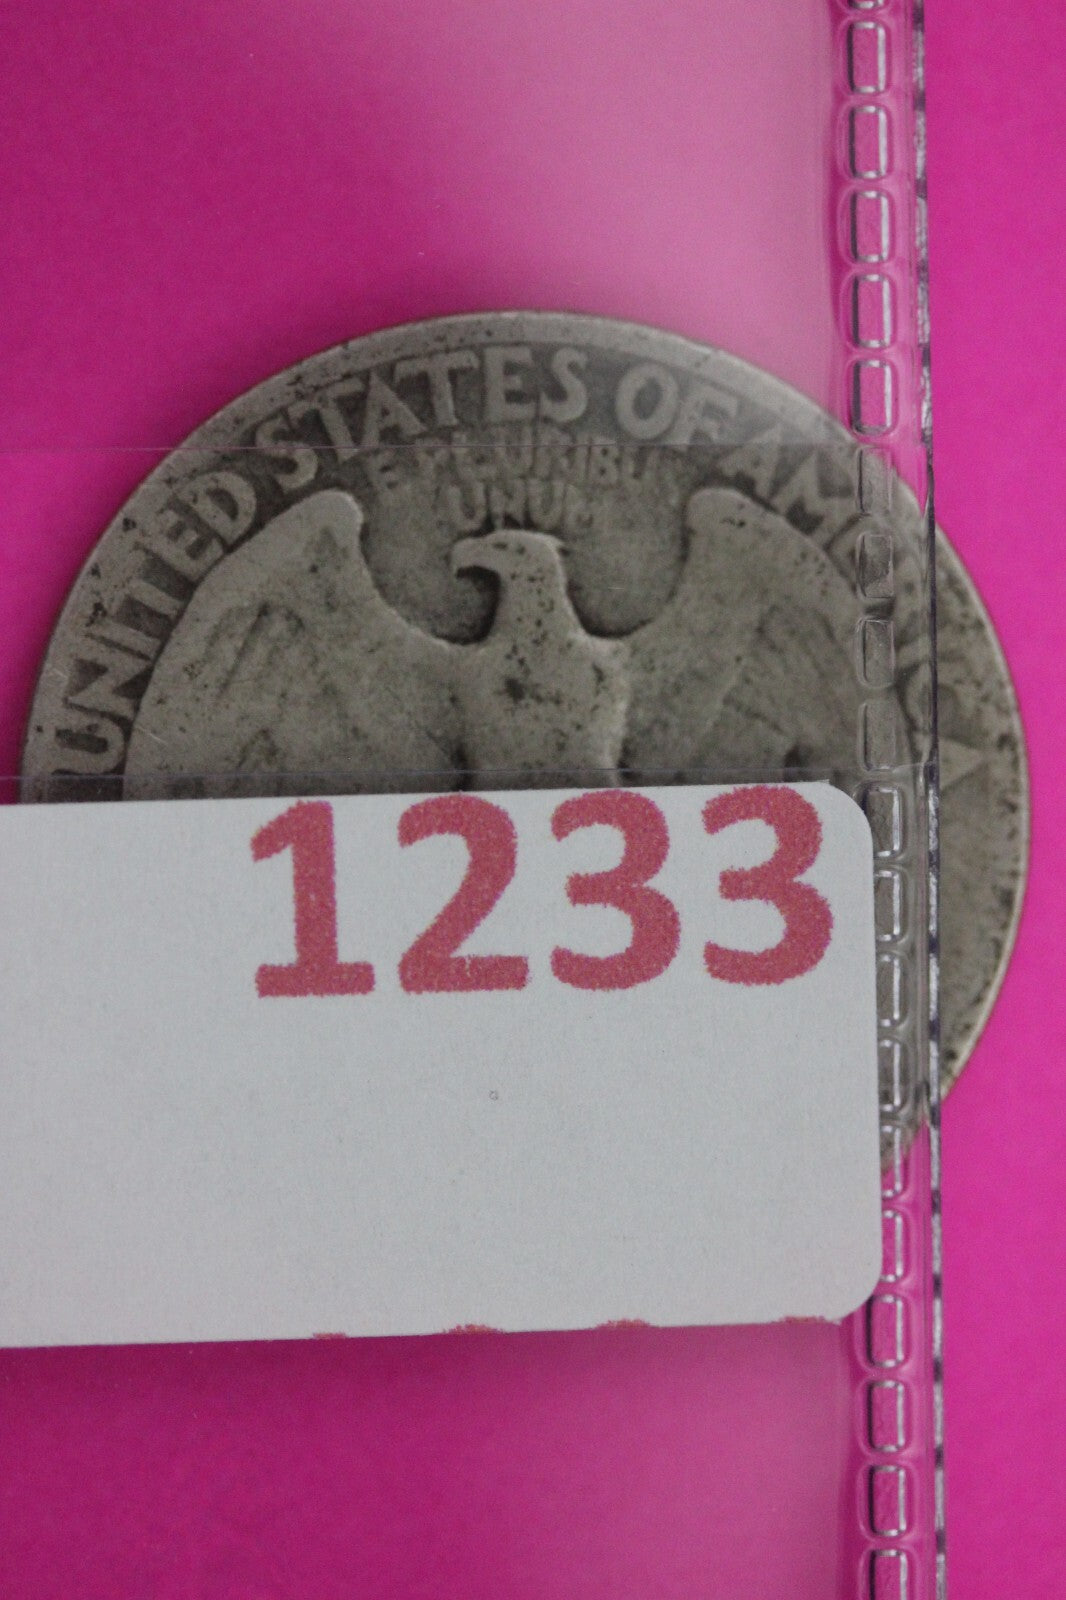 UNITED STATES OF AMERICA
E PLURIBUS
UNUM
1233